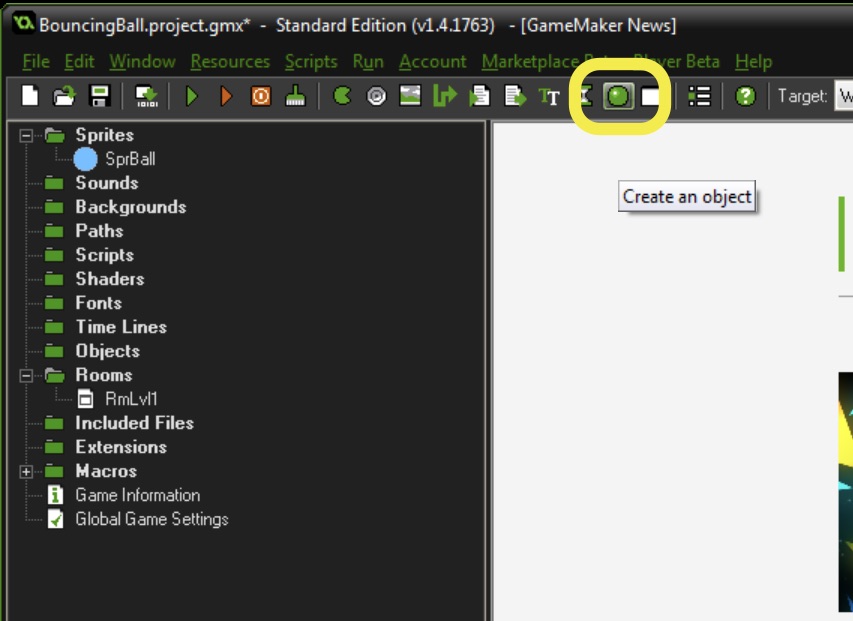 BouncingBall.project.gmx* - Standard Edition (v1.4.1763) - [GameMaker News]
File Edit Window Resources Scripts Run Account Marketplace Player Beta Help
TT Target: W
Create an object
Sprites
SprBall
Sounds
Backgrounds
Paths
Scripts
Shaders
Fonts
Time Lines
Objects
Rooms
RmLvl1
Included Files
Extensions
Macros
Game Information
Global Game Settings